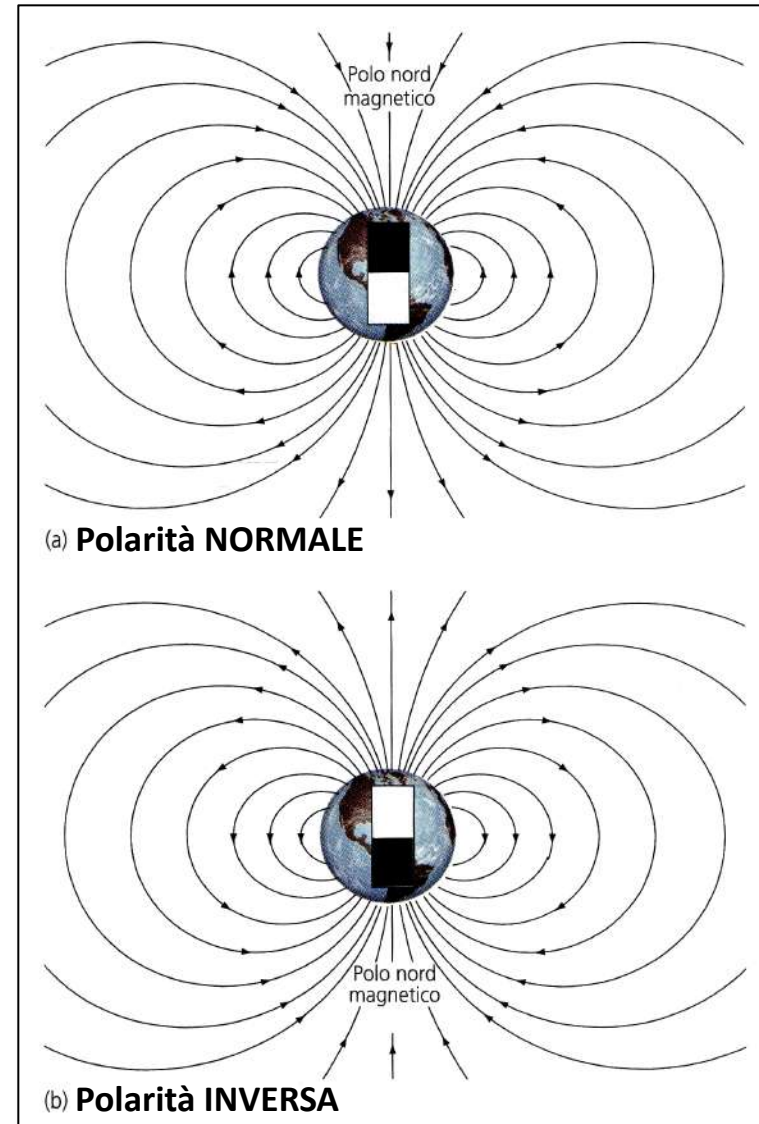 Polo nord
magnetico
(a) Polarità NORMALE
Polo nord
magnetico
(b) Polarità INVERSA